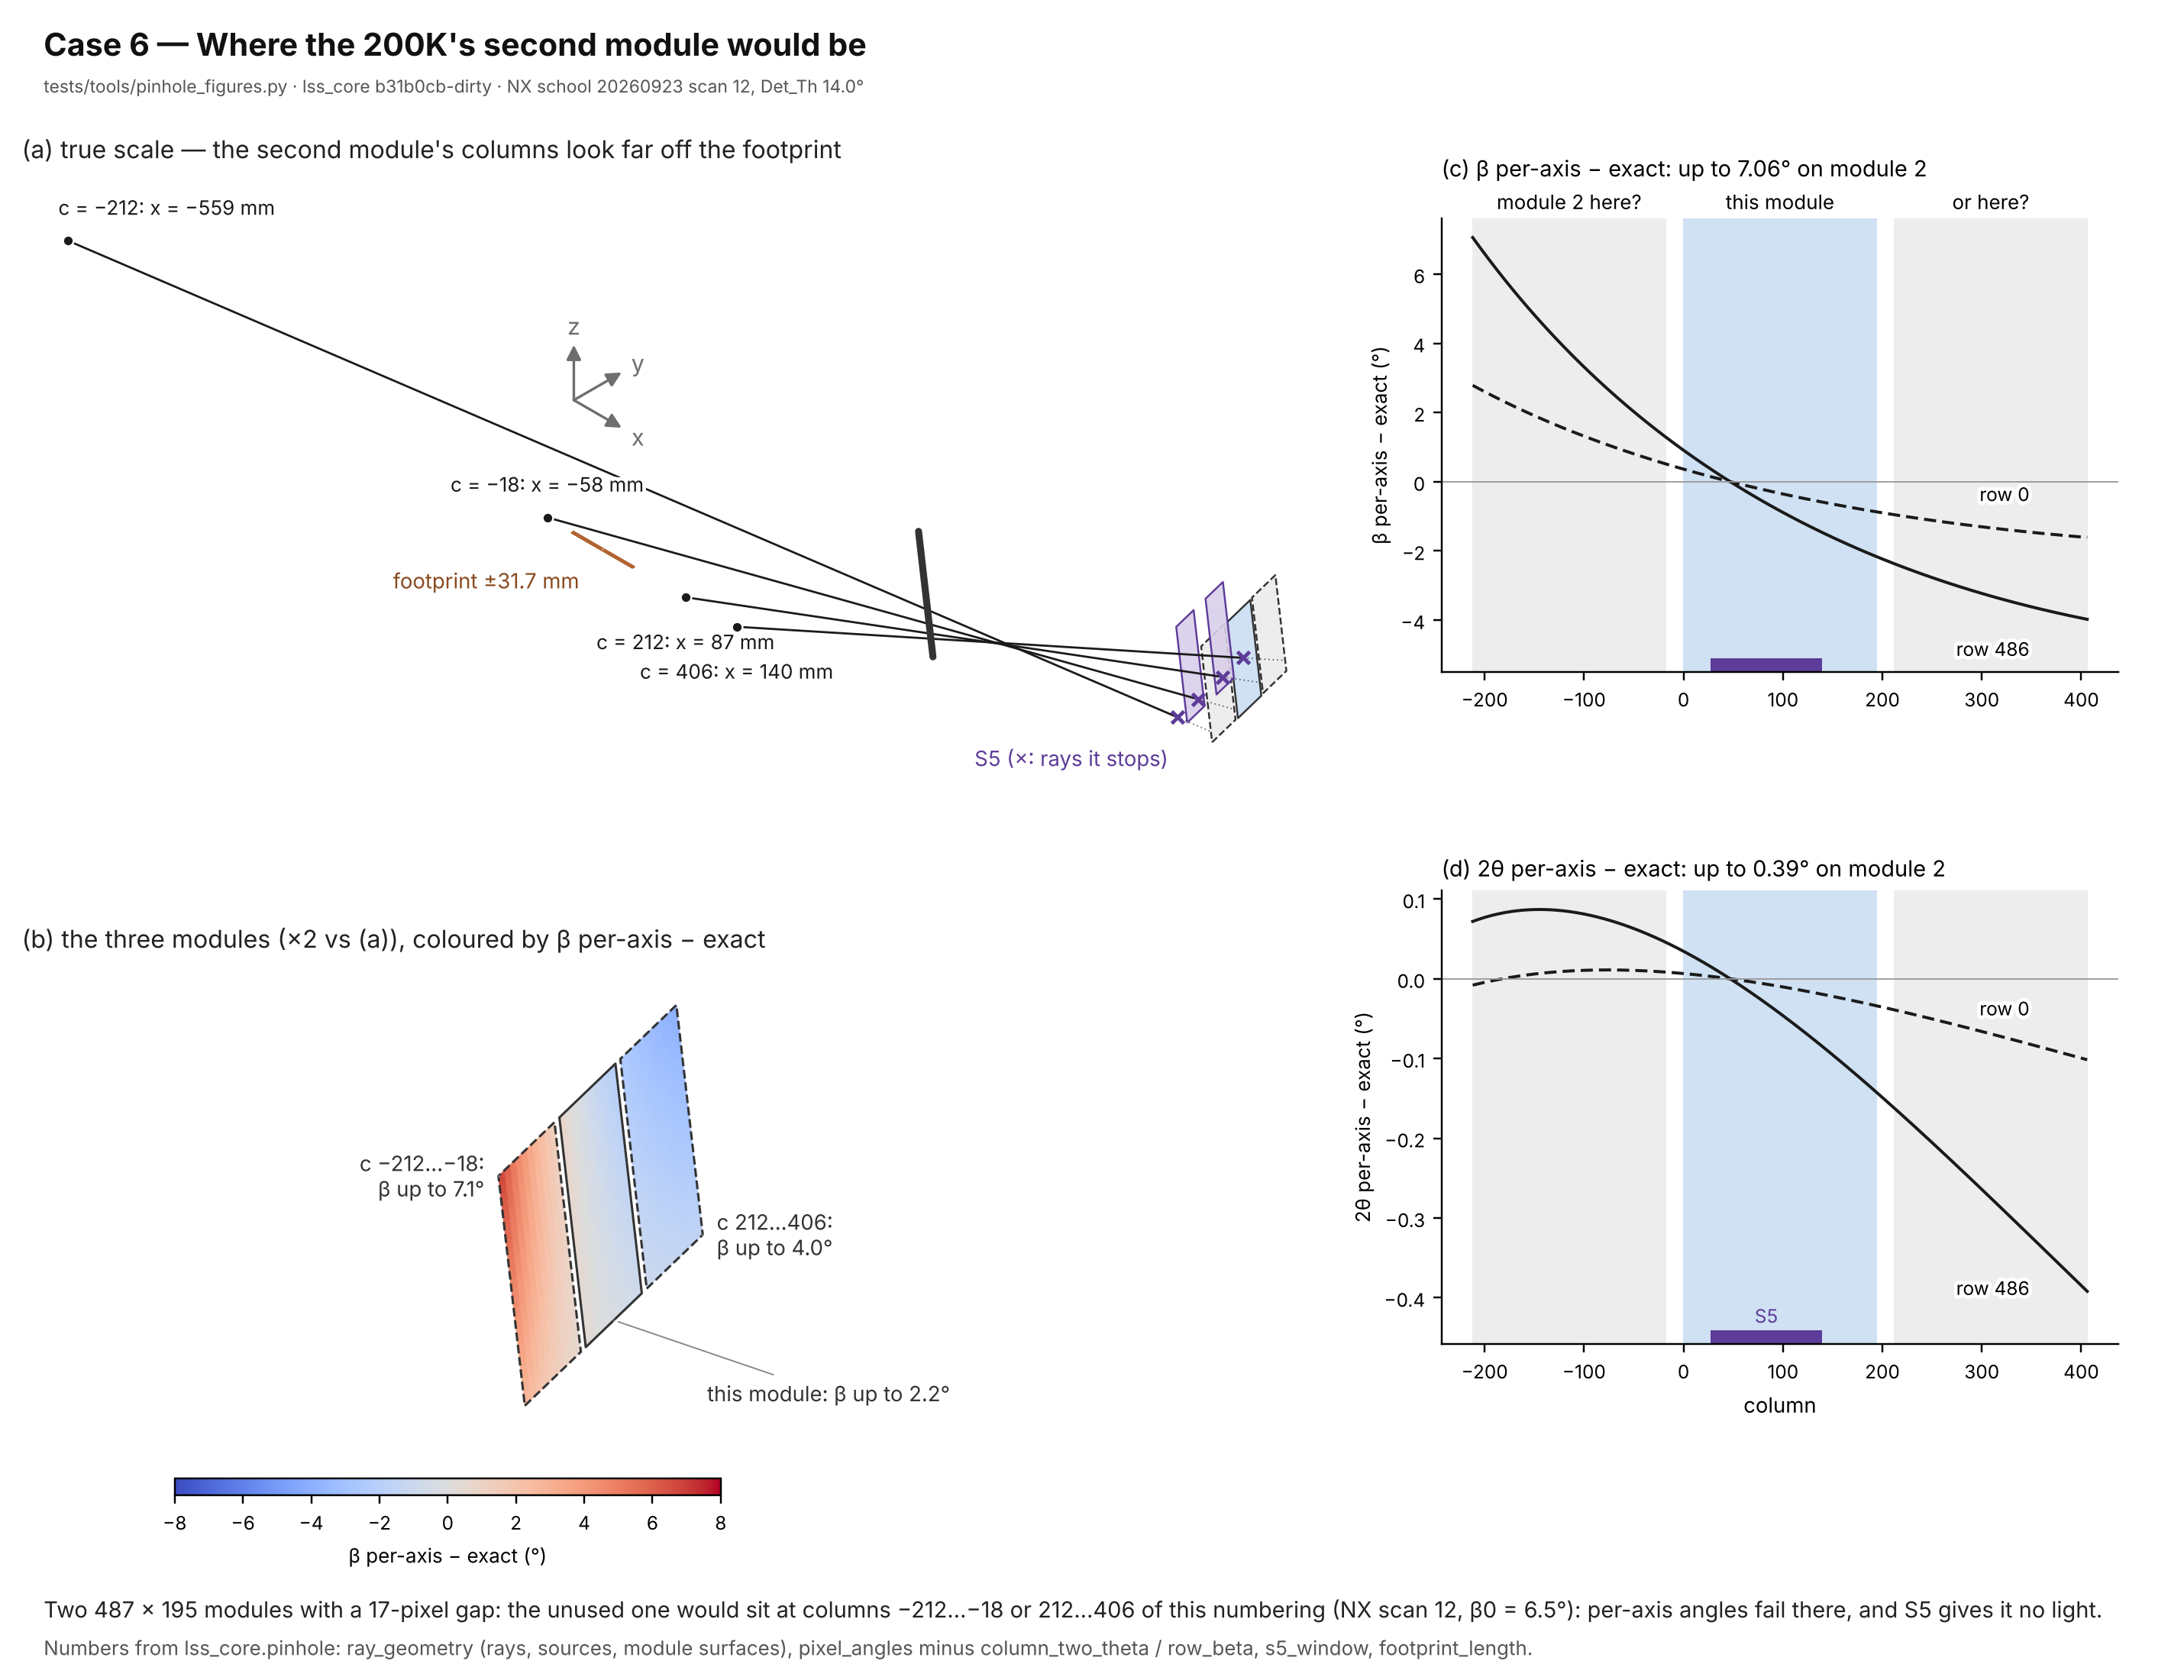 Case 6 — Where the 200K's second module would be
tests/tools/pinhole_figures.py · lss_core b31b0cb-dirty · NX school 20260923 scan 12, Det_Th 14.0°
(a) true scale — the second module's columns look far off the footprint
c = −212: x = −559 mm
z
y
x
c = −18: x = −58 mm
footprint ±31.7 mm
c = 212: x = 87 mm
c = 406: x = 140 mm
S5 (×: rays it stops)
(c) β per-axis − exact: up to 7.06° on module 2
module 2 here?
this module
or here?
β per-axis − exact (°)
6
4
2
0
−2
−4
row 0
row 486
−200
−100
0
100
200
300
400
(b) the three modules (×2 vs (a)), coloured by β per-axis − exact
c −212…−18:
β up to 7.1°
c 212…406:
β up to 4.0°
this module: β up to 2.2°
−8
−6
−4
−2
0
2
4
6
8
β per-axis − exact (°)
(d) 2θ per-axis − exact: up to 0.39° on module 2
2θ per-axis − exact (°)
0.1
0.0
−0.1
−0.2
−0.3
−0.4
row 0
row 486
S5
−200
−100
0
100
200
300
400
column
Two 487 × 195 modules with a 17-pixel gap: the unused one would sit at columns −212…−18 or 212…406 of this numbering (NX scan 12, β0 = 6.5°): per-axis angles fail there, and S5 gives it no light.
Numbers from lss_core.pinhole: ray_geometry (rays, sources, module surfaces), pixel_angles minus column_two_theta / row_beta, s5_window, footprint_length.